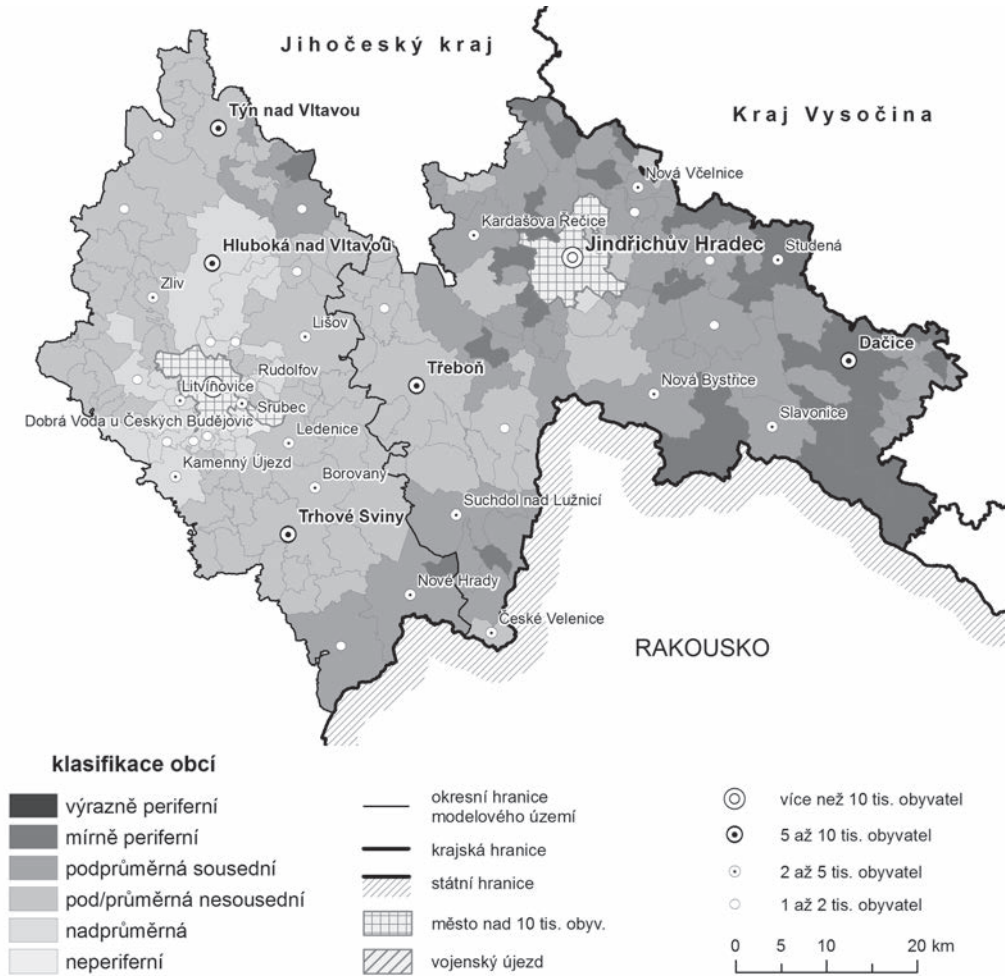 Jihočeský kraj
Kraj Vysočina
Týn nad Vltavou
Nová Včelnice
Kardašova Řečice
Hluboká nad Vltavou
Jindřichův Hradec
Studená
Zliv
Lišov
Dačice
Rudolfov
Třeboň
Litvínovice
Srubec
Nová Bystřice
Dobrá Voda u Českých Budějovic
Slavonice
Ledenice
Kamenný Újezd
Borovany
Suchdol nad Lužnicí
Trhové Sviny
Nové Hrady
České Velenice
RAKOUSKO
klasifikace obcí
výrazně periferní
mírně periferní
podprůměrná sousední
pod/průměrná nesousední
nadprůměrná
neperiferní
okresní hranice
modelového území
krajská hranice
státní hranice
město nad 10 tis. obyv.
vojenský újezd
více než 10 tis. obyvatel
5 až 10 tis. obyvatel
2 až 5 tis. obyvatel
1 až 2 tis. obyvatel
0 5 10 20 km